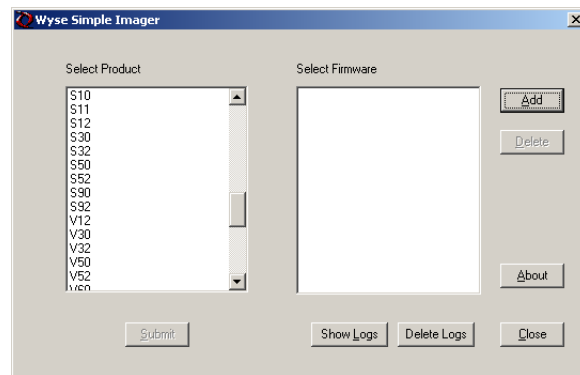 Wyse Simple Imager
Select Product
Select Firmware
S10
S11
S12
S30
S32
S50
S52
S90
S92
V12
V30
V32
V50
V52
Add
Delete
About
Submit
Show Logs
Delete Logs
Close